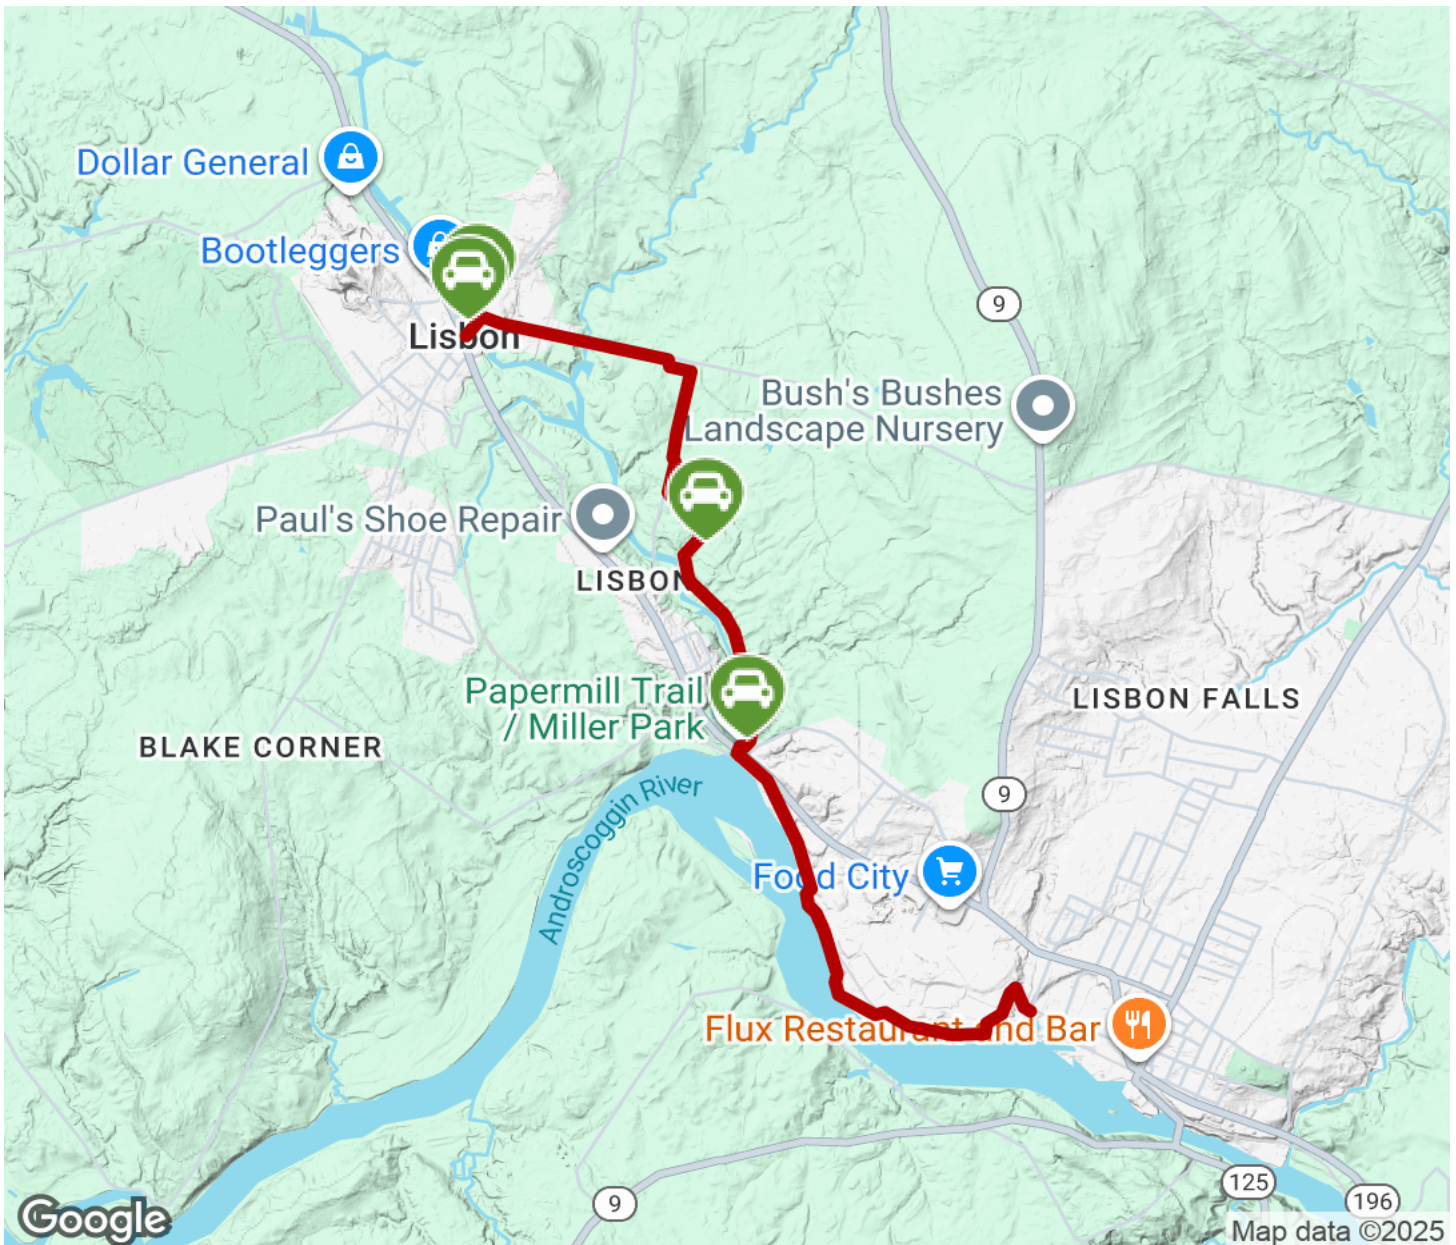 Dollar General
Bootleggers
Lisbon
9
Bush's Bushes
Landscape Nursery
Paul's Shoe Repair
LISBON
Papermill Trail
/ Miller Park
LISBON FALLS
BLAKE CORNER
Androscoggin River
9
Food City
Flux Restaurant and Bar
9
125
196
Google
Map data ©2025